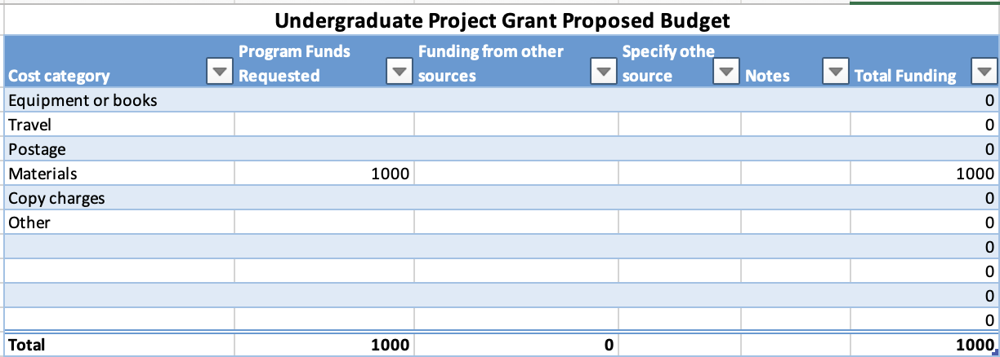 Undergraduate Project Grant Proposed Budget
Program Funds Funding from other Specify othe
Cost category Requested sources source Notes Total Funding
Equipment or books 0
Travel 0
Postage 0
Materials 1000 1000
Copy charges 0
Other 0
0
0
0
0
Total 1000 0 1000